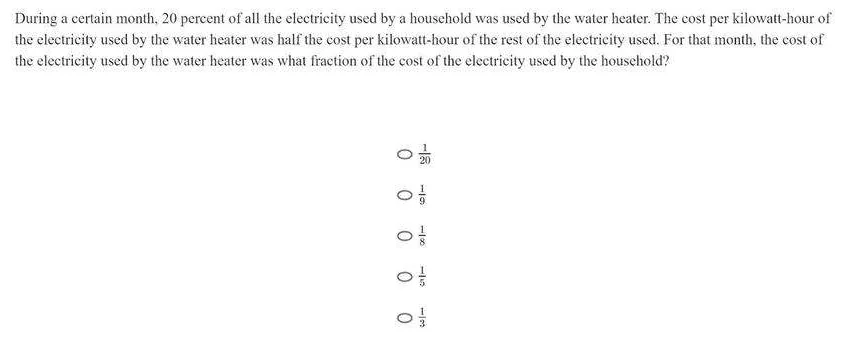 During a certain month, 20 percent of all the electricity used by a household was used by the water heater. The cost per kilowatt-hour of
the electricity used by the water heater was half the cost per kilowatt-hour of the rest of the electricity used. For that month, the cost of
the electricity used by the water heater was what fraction of the cost of the electricity used by the household?
1/20
1/9
1/8
1/5
1/3